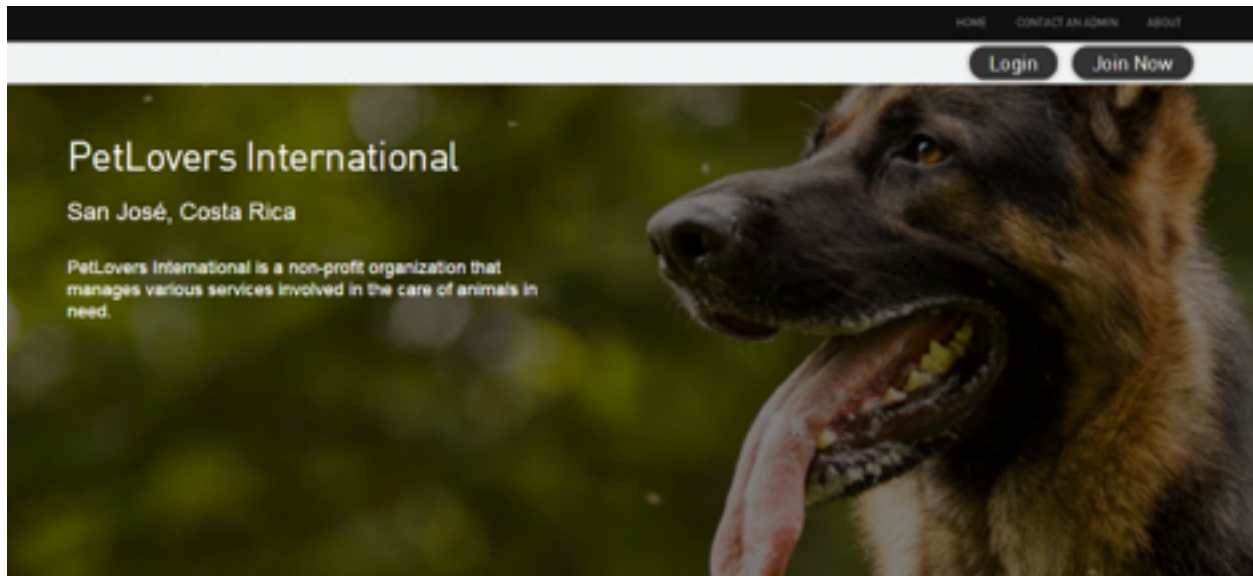 HOME CONTACT AN ADMIN ABOUT
Login Join Now
PetLovers International
San José, Costa Rica
PetLovers International is a non-profit organization that
manages various services involved in the care of animals in
need.